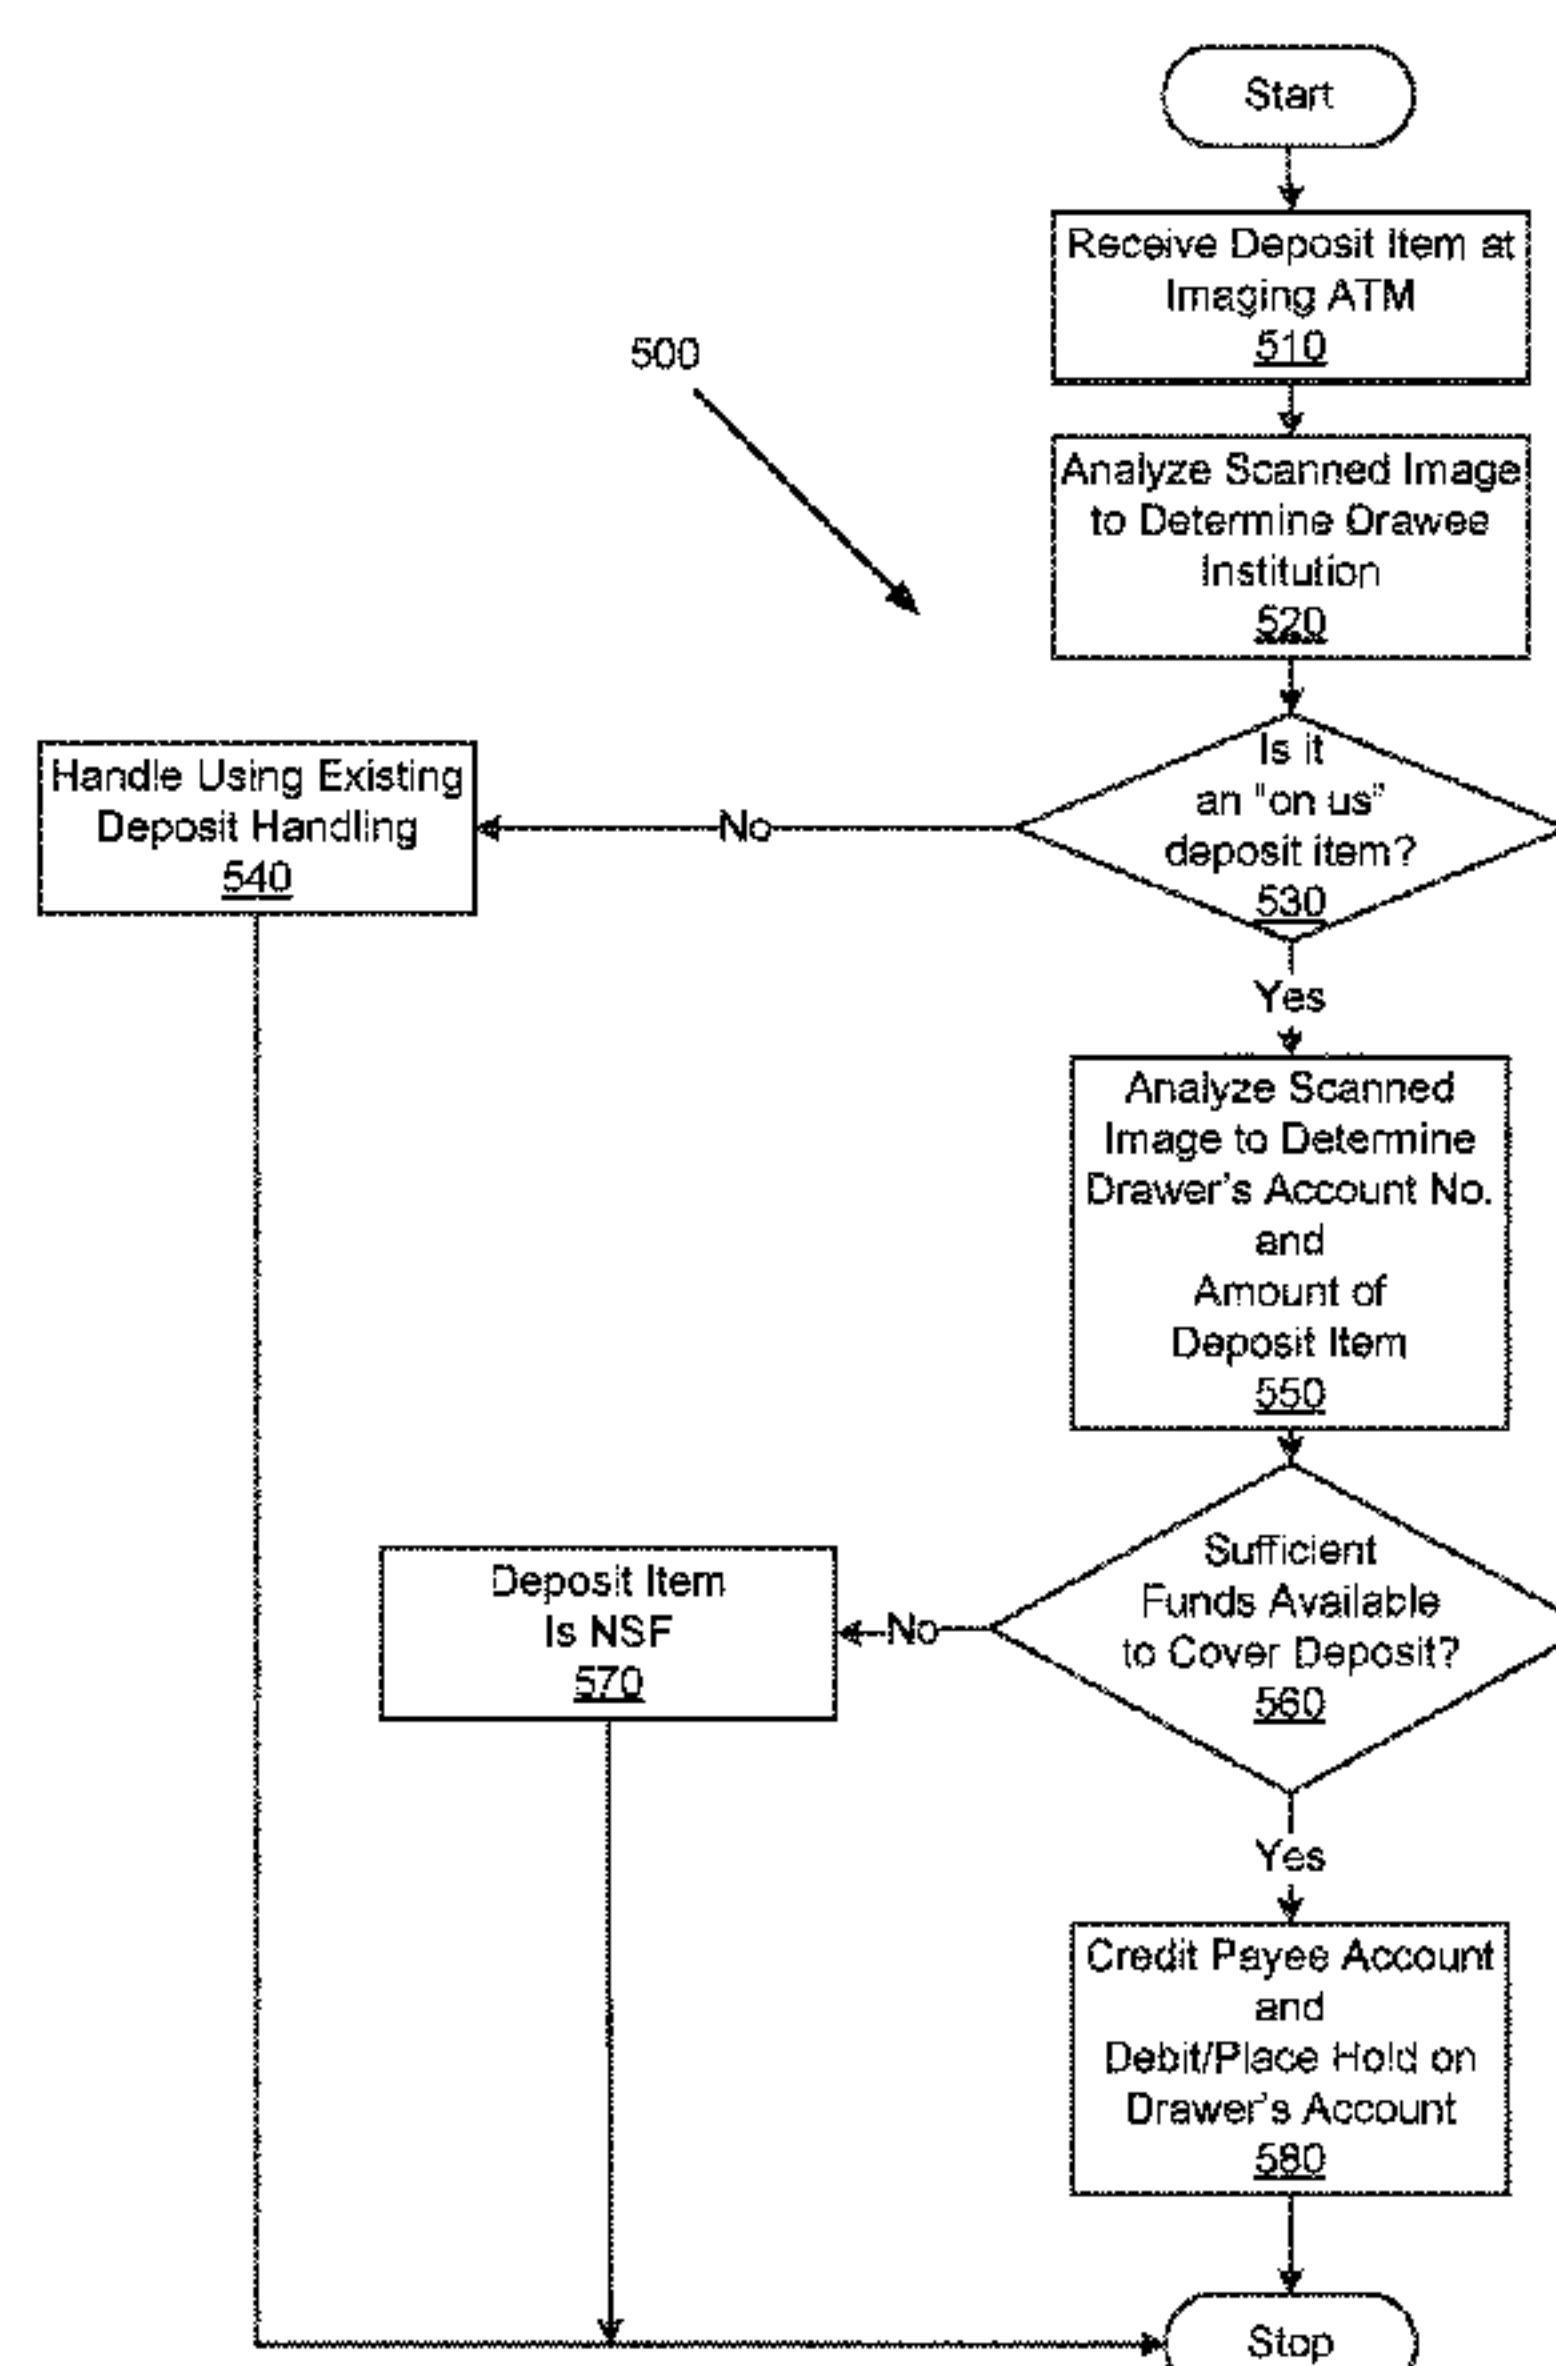 Start
Receive Deposit Item at
Imaging ATM
510
500
Analyze Scanned Image
to Determine Drawee
Institution
520
Is it
an "on us"
deposit item?
530
No
Handle Using Existing
Deposit Handling
540
Yes
Analyze Scanned
Image to Determine
Drawer's Account No.
and
Amount of
Deposit Item
550
Sufficient
Funds Available
to Cover Deposit?
560
No
Deposit Item
Is NSF
570
Yes
Credit Payee Account
and
Debit/Place Hold on
Drawer's Account
580
Stop